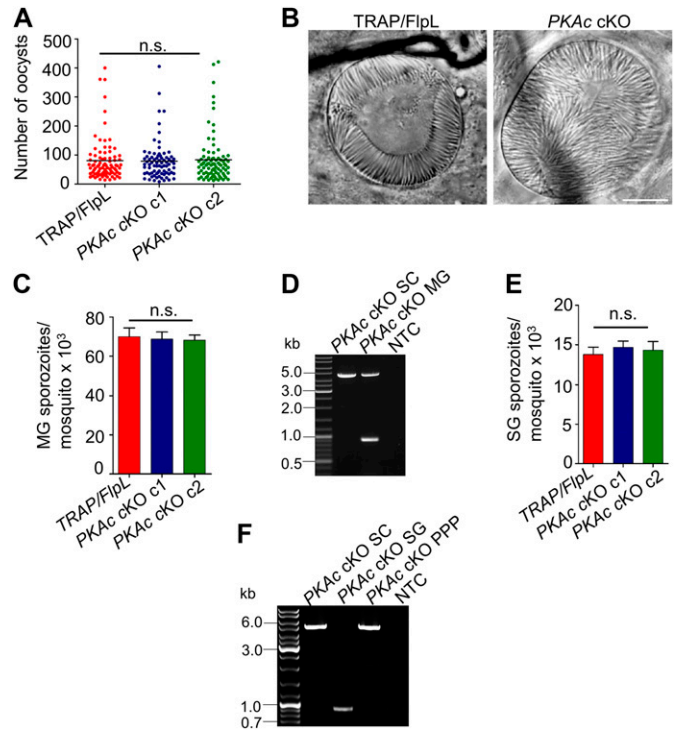 A
n.s.
Number of oocysts
500
400
300
200
100
0
TRAP/FlpL
PKAc cKO c1
PKAc cKO c2
B
TRAP/FlpL
PKAc cKO
C
n.s.
MG sporozoites/
mosquito x 10³
80
60
40
20
0
TRAP/FlpL
PKAc cKO c1
PKAc cKO c2
D
PKAc cKO SC
PKAc cKO MG
NTC
kb
5.0
3.0
2.0
1.0
0.5
E
n.s.
SG sporozoites/
mosquito x 10³
20
15
10
5
0
TRAP/FlpL
PKAc cKO c1
PKAc cKO c2
F
PKAc cKO SC
PKAc cKO SG
PKAc cKO PPP
NTC
kb
6.0
3.0
1.0
0.7